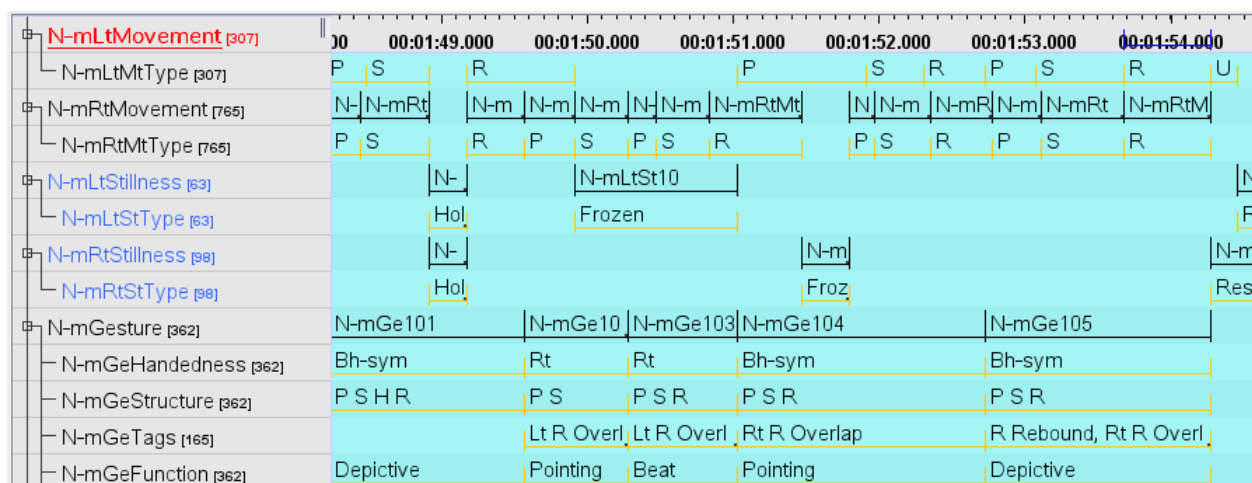 N-mLtMovement [307] 00 00:01:49.000 00:01:50.000 00:01:51.000 00:01:52.000 00:01:53.000 00:01:54.000
N-mLtMtType [307] P S R P S R P S R U
N-mRtMovement [765] N- N-mRt N-m N-m N-m N- N-m N-mRtMt N N-m N-mR N-m N-mRt N-mRtM
N-mRtMtType [765] P S R P S P S R P S R P S R
N-mLtStillness [63] N- N-mLtSt10 N
N-mLtStType [63] Hol Frozen R
N-mRtStillness [98] N- N-m N-m
N-mRtStType [98] Hol Froz Res
N-mGesture [362] N-mGe101 N-mGe10 N-mGe103 N-mGe104 N-mGe105
N-mGeHandedness [362] Bh-sym Rt Rt Bh-sym Bh-sym
N-mGeStructure [362] P S H R P S P S R P S R P S R
N-mGeTags [165] Lt R Overl Lt R Overl Rt R Overlap R Rebound, Rt R Overl
N-mGeFunction [362] Depictive Pointing Beat Pointing Depictive